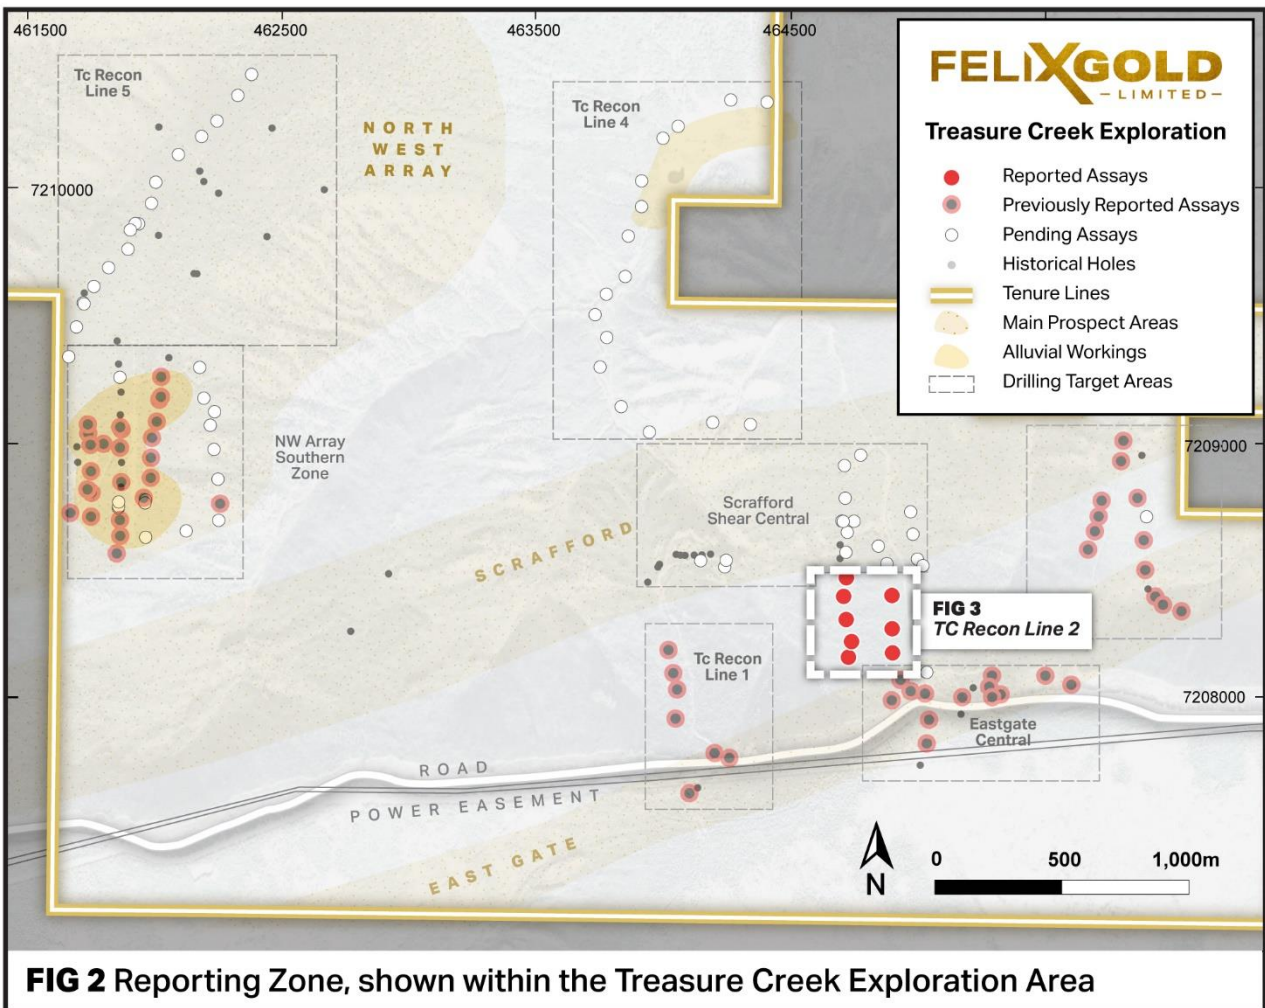 461500
462500
463500
464500
7210000
7209000
7208000
Tc Recon
Line 5
NORTH
WEST
ARRAY
Tc Recon
Line 4
NW Array
Southern
Zone
Scrafford
Shear Central
SCRAFFORD
FIG 3
TC Recon Line 2
Tc Recon
Line 1
Eastgate
Central
ROAD
POWER EASEMENT
EAST GATE
FELIXGOLD
LIMITED
Treasure Creek Exploration
Reported Assays
Previously Reported Assays
Pending Assays
Historical Holes
Tenure Lines
Main Prospect Areas
Alluvial Workings
Drilling Target Areas
N
0 500 1,000m
FIG 2 Reporting Zone, shown within the Treasure Creek Exploration Area